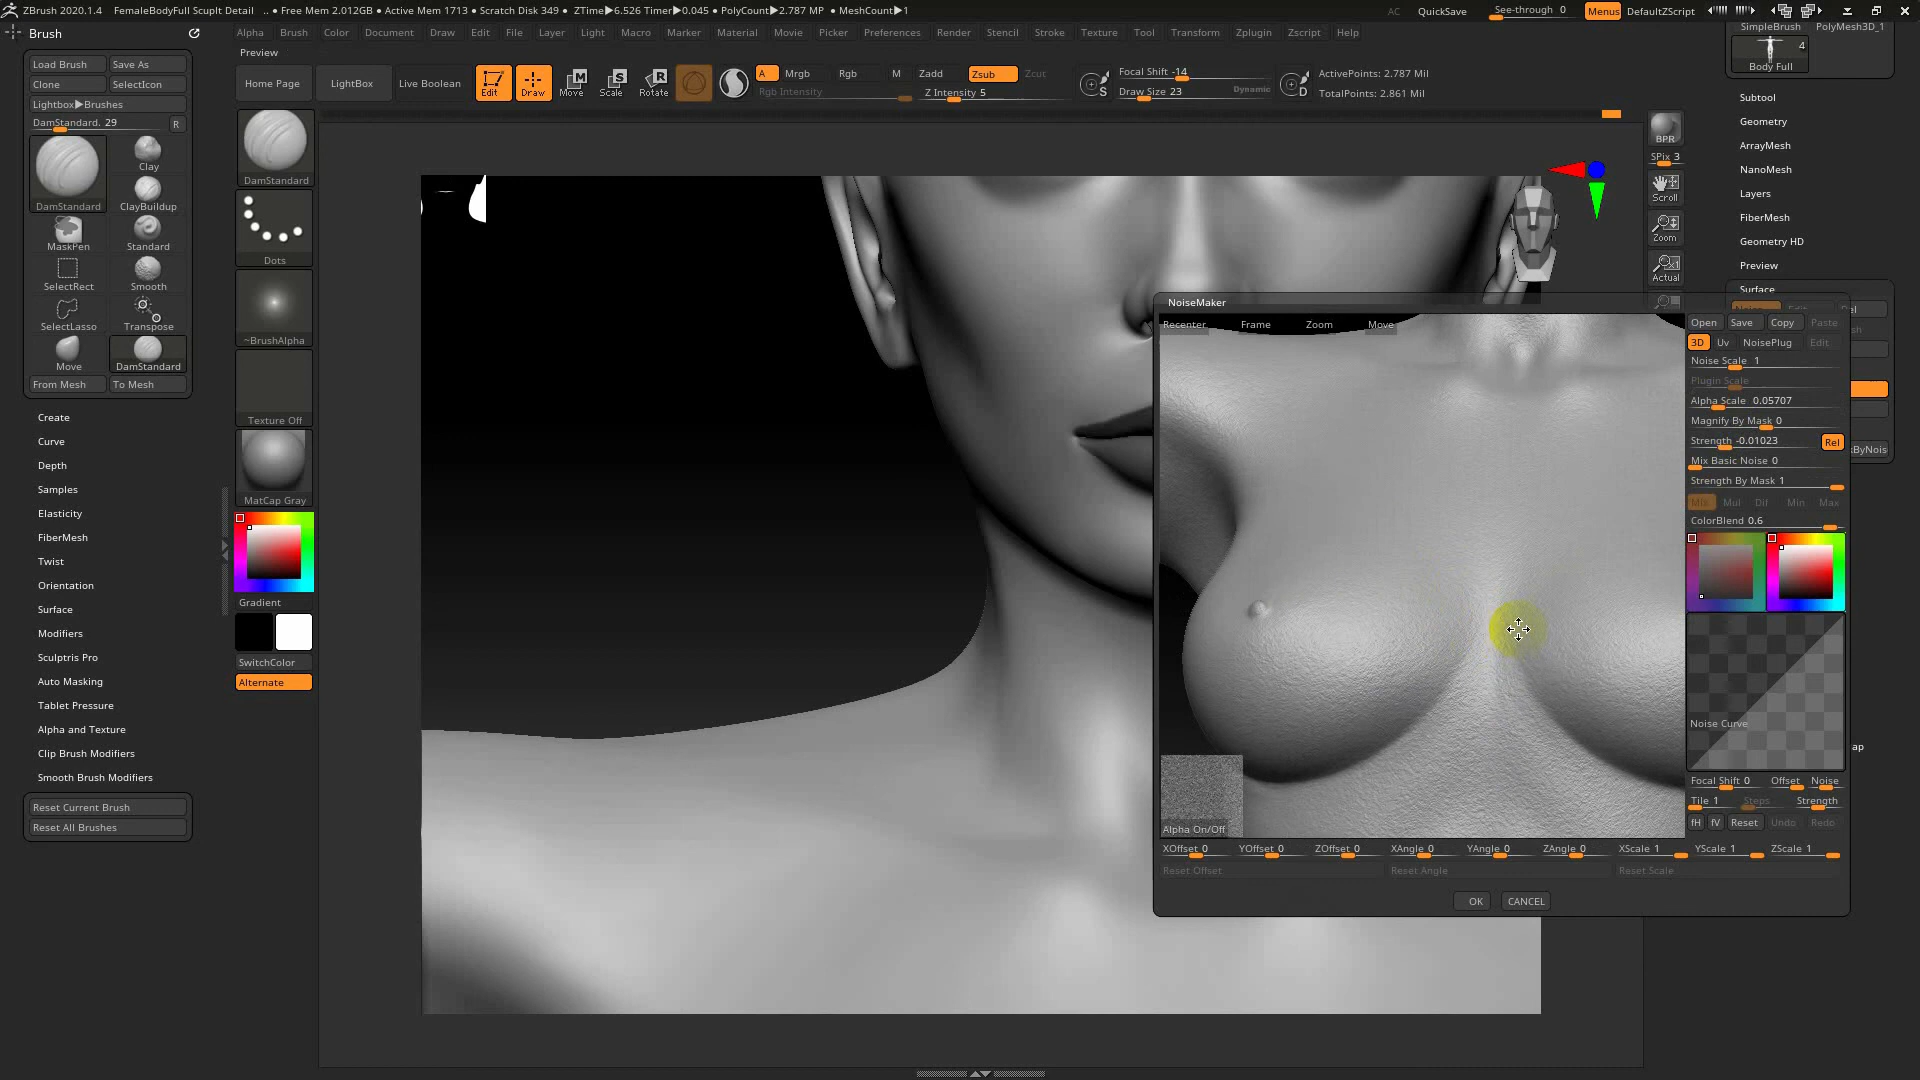 ZBrush 2020.1.4 FemaleBodyFull Scuplt Detail .. • Free Mem 2.012GB • Active Mem 1713 • Scratch Disk 349 • ZTime▶6.526 Timer▶0.045 • PolyCount▶2.787 MP • MeshCount▶1 AC QuickSave See-through 0 Menus DefaultZScript
Brush Alpha Brush Color Document Draw Edit File Layer Light Macro Marker Material Movie Picker Preferences Render Stencil Stroke Texture Tool Transform Zplugin Zscript Help
SimpleBrush PolyMesh3D_1
4
Body Full
Preview
Load Brush Save As
Clone SelectIcon
Lightbox▶Brushes
DamStandard. 29 R
Home Page LightBox Live Boolean Edit Draw Move Scale Rotate
A Mrgb Rgb M Zadd Zsub Zcut
Rgb Intensity Z Intensity 5
S Focal Shift -14
Draw Size 23 Dynamic
D ActivePoints: 2.787 Mil
TotalPoints: 2.861 Mil
DamStandard Clay
ClayBuildup
MaskPen Standard
SelectRect Smooth
SelectLasso Transpose
Move DamStandard
From Mesh To Mesh
Create
Curve
Depth
Samples
Elasticity
FiberMesh
Twist
Orientation
Surface
Modifiers
Sculptris Pro
Auto Masking
Tablet Pressure
Alpha and Texture
Clip Brush Modifiers
Smooth Brush Modifiers
Reset Current Brush
Reset All Brushes
DamStandard
Dots
~BrushAlpha
Texture Off
MatCap Gray
Gradient
SwitchColor
Alternate
BPR
SPix 3
Scroll
Zoom
Actual
Subtool
Geometry
ArrayMesh
NanoMesh
Layers
FiberMesh
Geometry HD
Preview
Surface
NoiseMaker
Recenter Frame Zoom Move
Open Save Copy Paste
3D Uv NoisePlug Edit
Noise Scale 1
Plugin Scale
Alpha Scale 0.05707
Magnify By Mask 0
Strength -0.01023 Rel
Mix Basic Noise 0
Strength By Mask 1
Mix Mul Dif Min Max
ColorBlend 0.6
Noise Curve
Focal Shift 0 Offset Noise
Tile 1 Steps Strength
fH fV Reset Undo Redo
Alpha On/Off
XOffset 0 YOffset 0 ZOffset 0 XAngle 0 YAngle 0 ZAngle 0 XScale 1 YScale 1 ZScale 1
Reset Offset Reset Angle Reset Scale
OK CANCEL